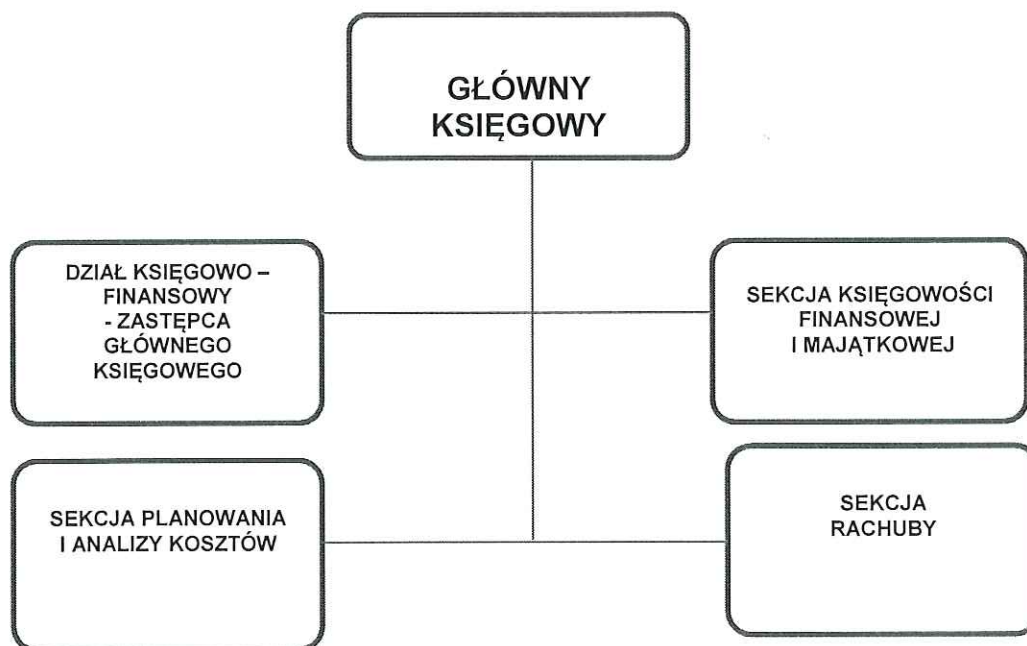 GŁÓWNY
KSIĘGOWY
DZIAŁ KSIĘGOWO –
FINANSOWY
- ZASTĘPCA
GŁÓWNEGO
KSIĘGOWEGO
SEKCJA KSIĘGOWOŚCI
FINANSOWEJ
I MAJĄTKOWEJ
SEKCJA PLANOWANIA
I ANALIZY KOSZTÓW
SEKCJA
RACHUBY